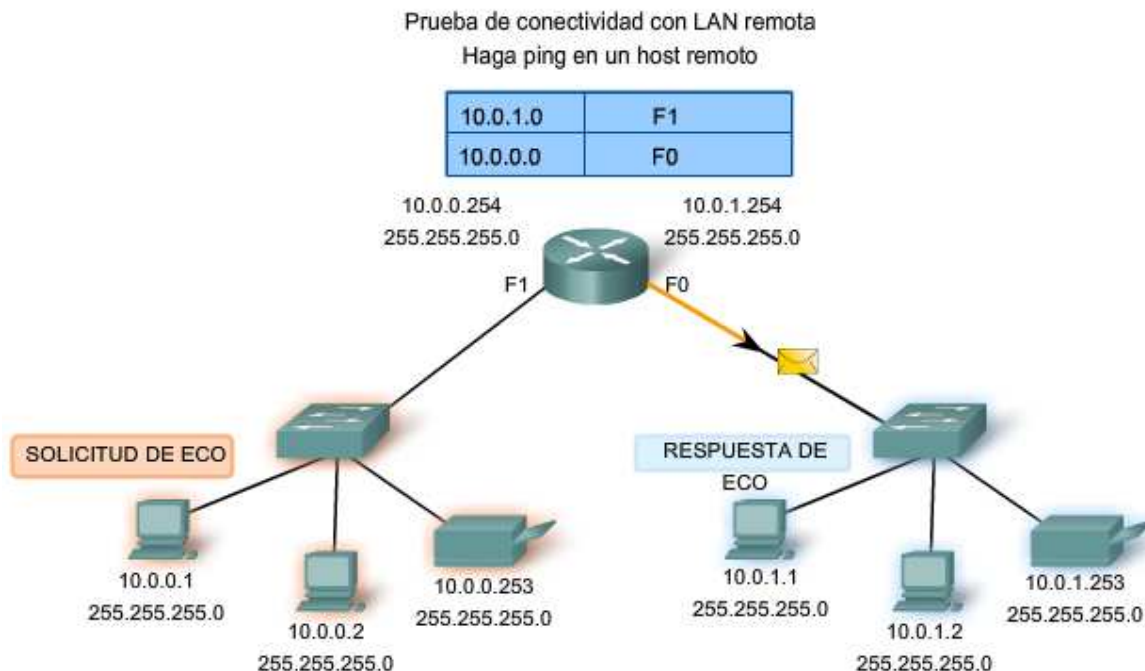 Prueba de conectividad con LAN remota
Haga ping en un host remoto
10.0.1.0 F1
10.0.0.0 F0
10.0.0.254
255.255.255.0
10.0.1.254
255.255.255.0
F1
F0
SOLICITUD DE ECO
RESPUESTA DE
ECO
10.0.0.1
255.255.255.0
10.0.0.2
255.255.255.0
10.0.0.253
255.255.255.0
10.0.1.1
255.255.255.0
10.0.1.2
255.255.255.0
10.0.1.253
255.255.255.0